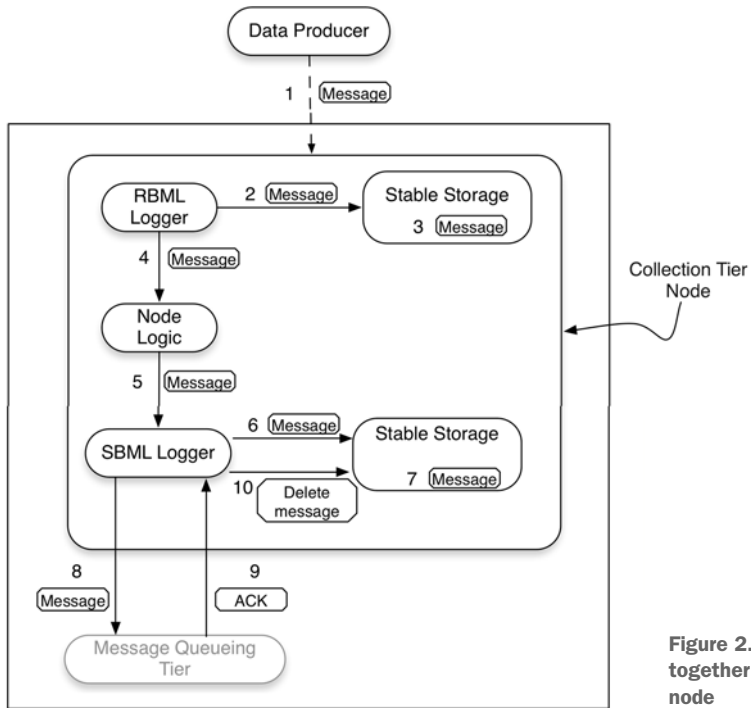 Data Producer
1 Message
RBML
Logger
2 Message
Stable Storage
3 Message
4 Message
Collection Tier
Node
Node
Logic
5 Message
SBML Logger
6 Message
Stable Storage
7 Message
10 Delete
message
8
Message
9
ACK
Message Queueing
Tier
Figure 2.
together
node